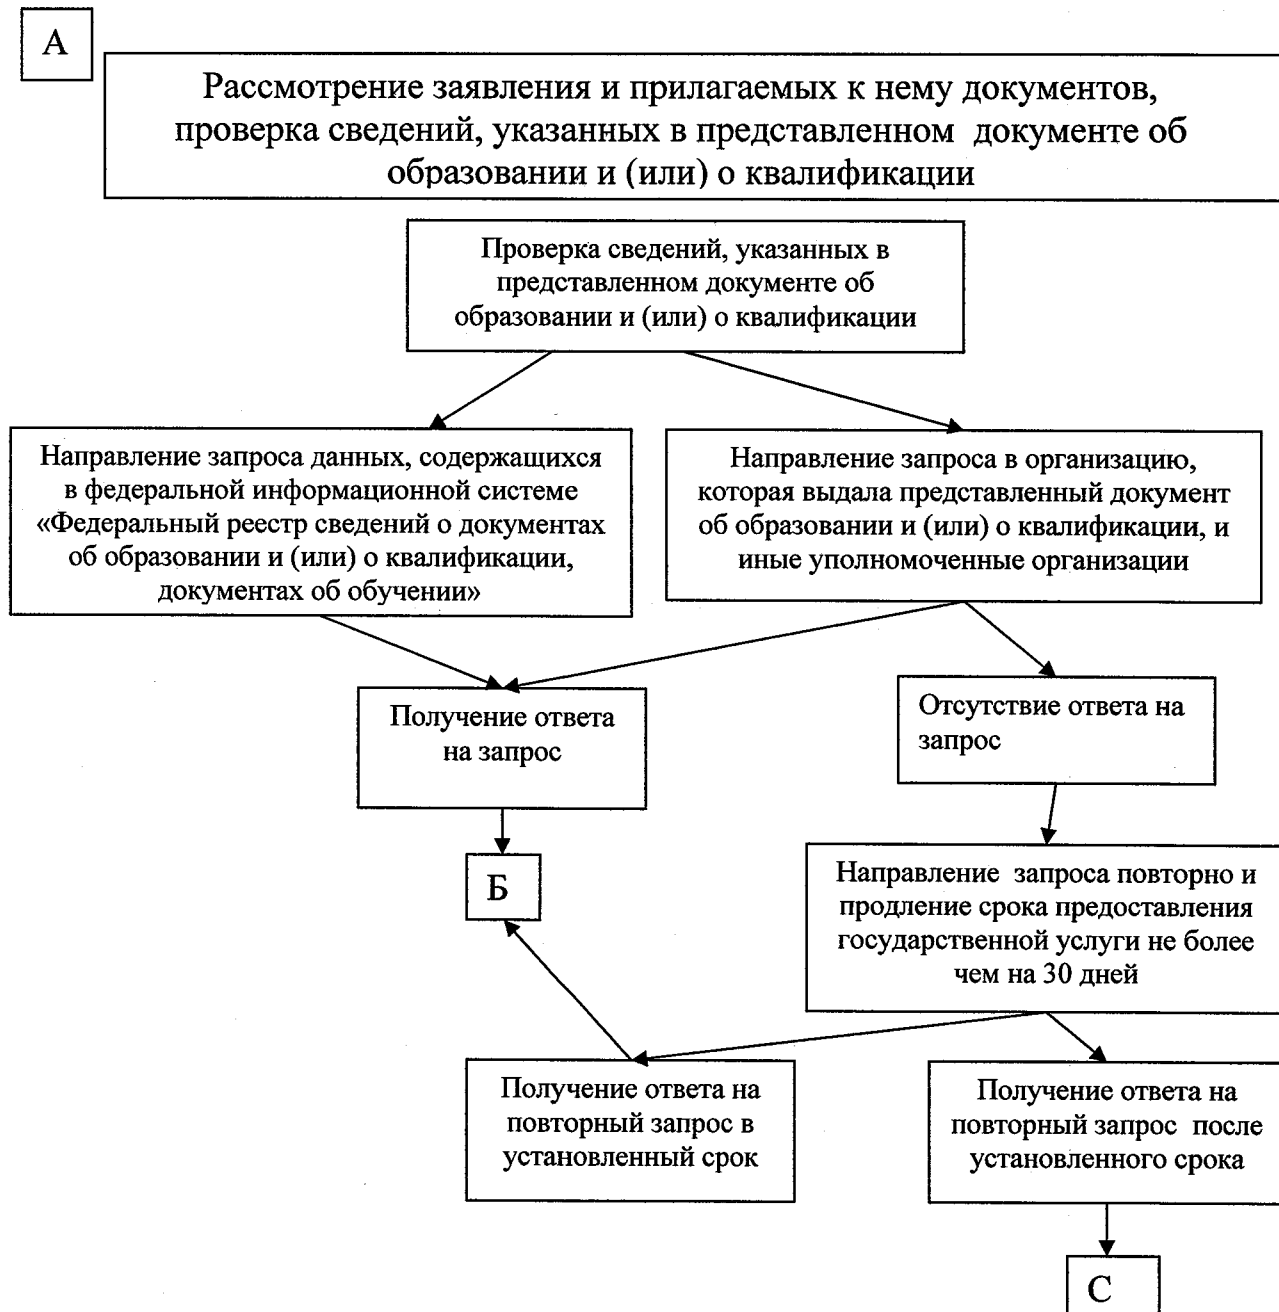 А
Рассмотрение заявления и прилагаемых к нему документов,
проверка сведений, указанных в представленном документе об
образовании и (или) о квалификации
Проверка сведений, указанных в
представленном документе об
образовании и (или) о квалификации
Направление запроса данных, содержащихся
в федеральной информационной системе
«Федеральный реестр сведений о документах
об образовании и (или) о квалификации,
документах об обучении»
Направление запроса в организацию,
которая выдала представленный документ
об образовании и (или) о квалификации, и
иные уполномоченные организации
Получение ответа
на запрос
Отсутствие ответа на
запрос
Б
Направление запроса повторно и
продление срока предоставления
государственной услуги не более
чем на 30 дней
Получение ответа на
повторный запрос в
установленный срок
Получение ответа на
повторный запрос после
установленного срока
С